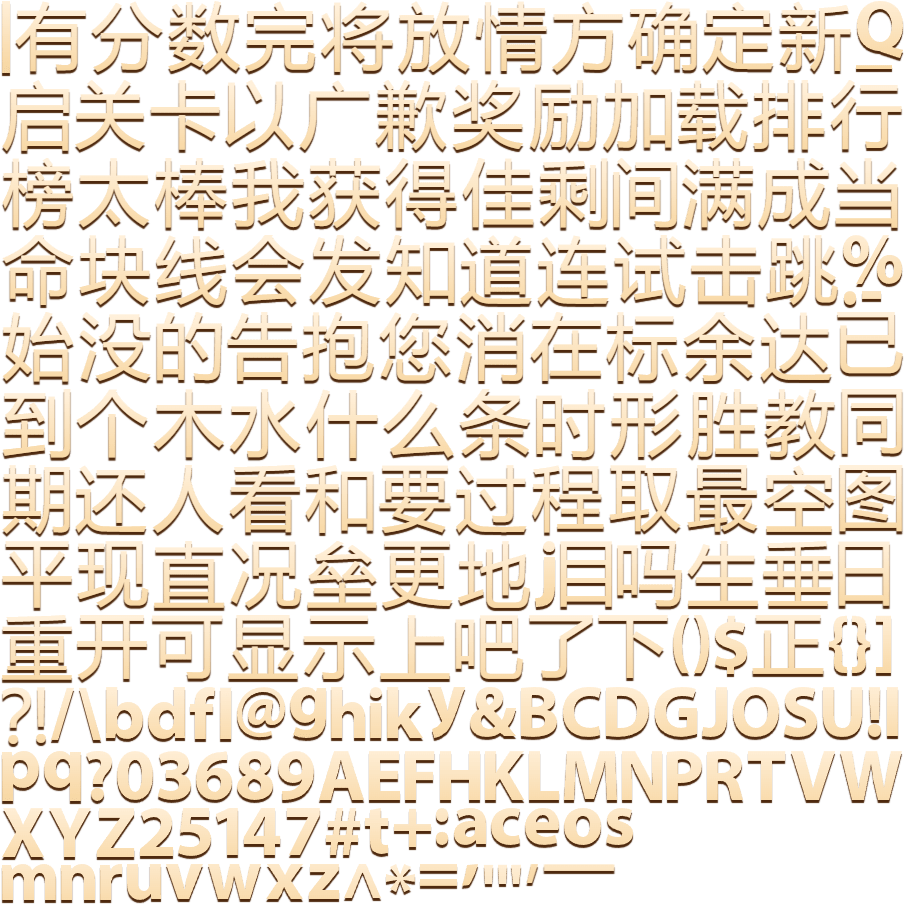 |有分数完将放情方确定新Q
启关卡以广歉奖励加载排行
榜太棒我获得佳剩间满成当
命块线会发知道连试击跳%
始没的告抱您消在标余达已
到个木水什么条时形胜教同
期还人看和要过程取最空图
平现直况垒更地j泪吗生垂日
重开可显示上吧了下()$正{}]
?!/\bdfl@ghiky&BCDGJOSU!I
pq?03689AEFHKLMNPRTVW
XYZ25147#t+:aceos
mnruvwxz^*="',—